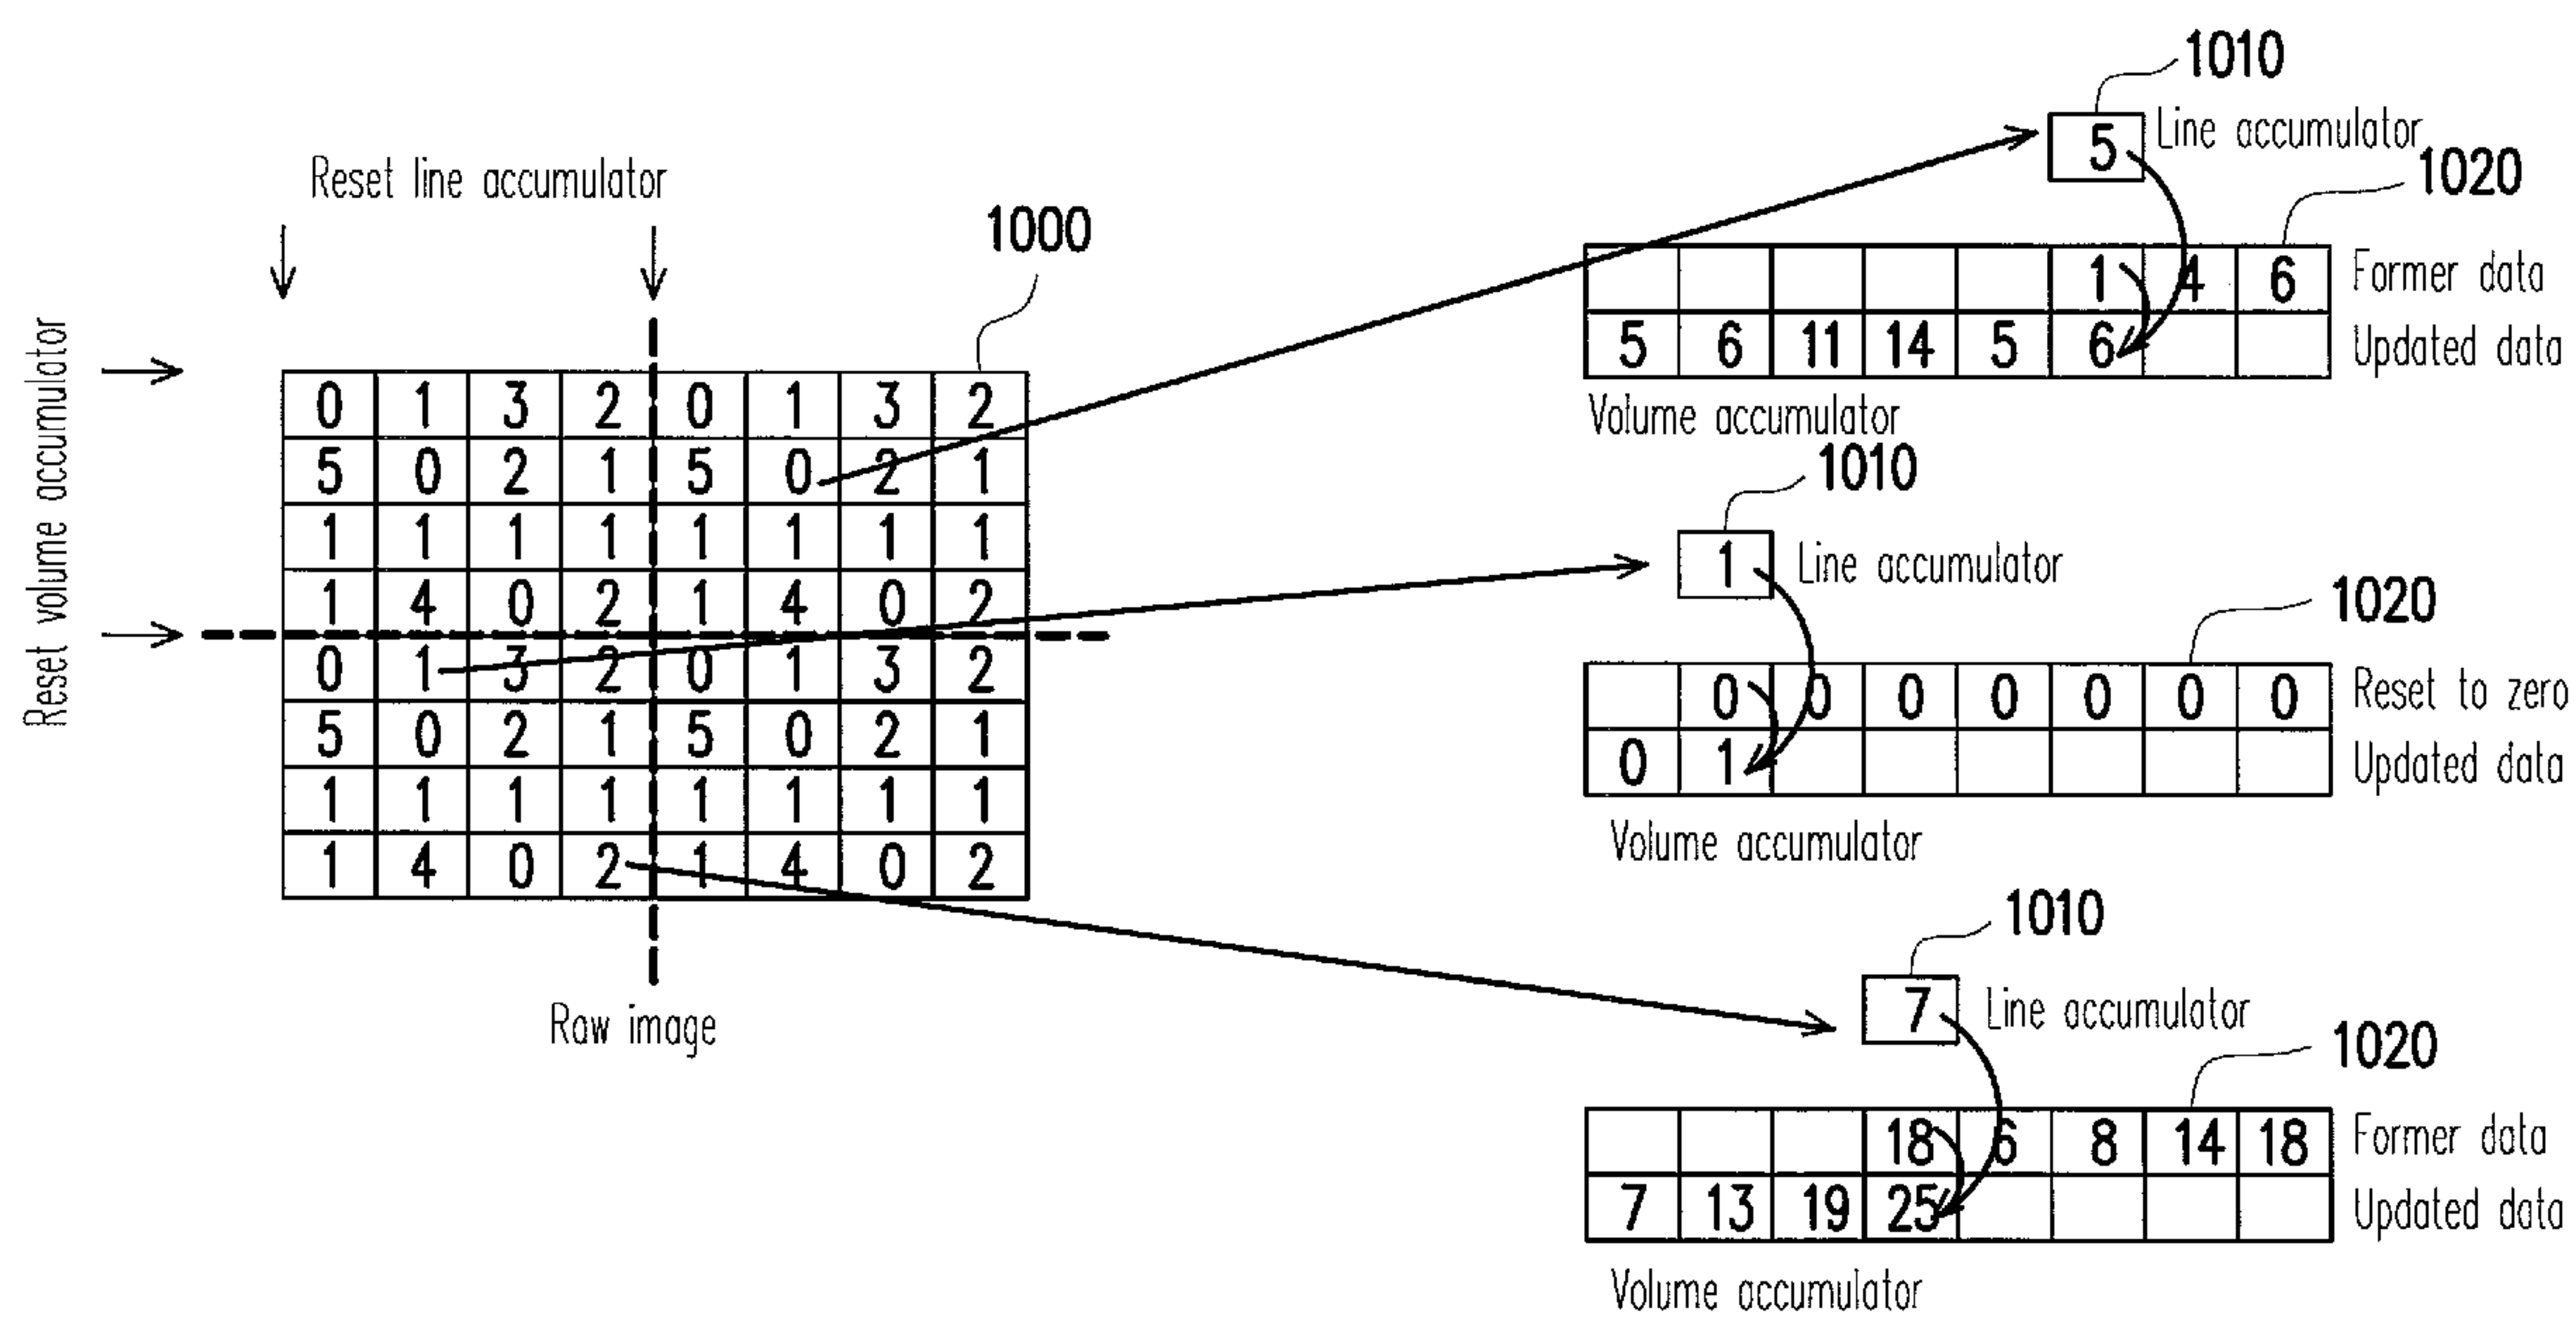 1010
5 Line accumulator
1020
Reset line accumulator
1000
1 4 6 Former data
5 6 11 14 5 6 Updated data
Volume accumulator
Reset volume accumulator
0 1 3 2 0 1 3 2
5 0 2 1 5 0 2 1
1 1 1 1 1 1 1 1
1 4 0 2 1 4 0 2
0 1 3 2 0 1 3 2
5 0 2 1 5 0 2 1
1 1 1 1 1 1 1 1
1 4 0 2 1 4 0 2
Raw image
1010
1 Line accumulator
1020
0 0 0 0 0 0 0 Reset to zero
0 1 Updated data
Volume accumulator
1010
7 Line accumulator
1020
18 6 8 14 18 Former data
7 13 19 25 Updated data
Volume accumulator